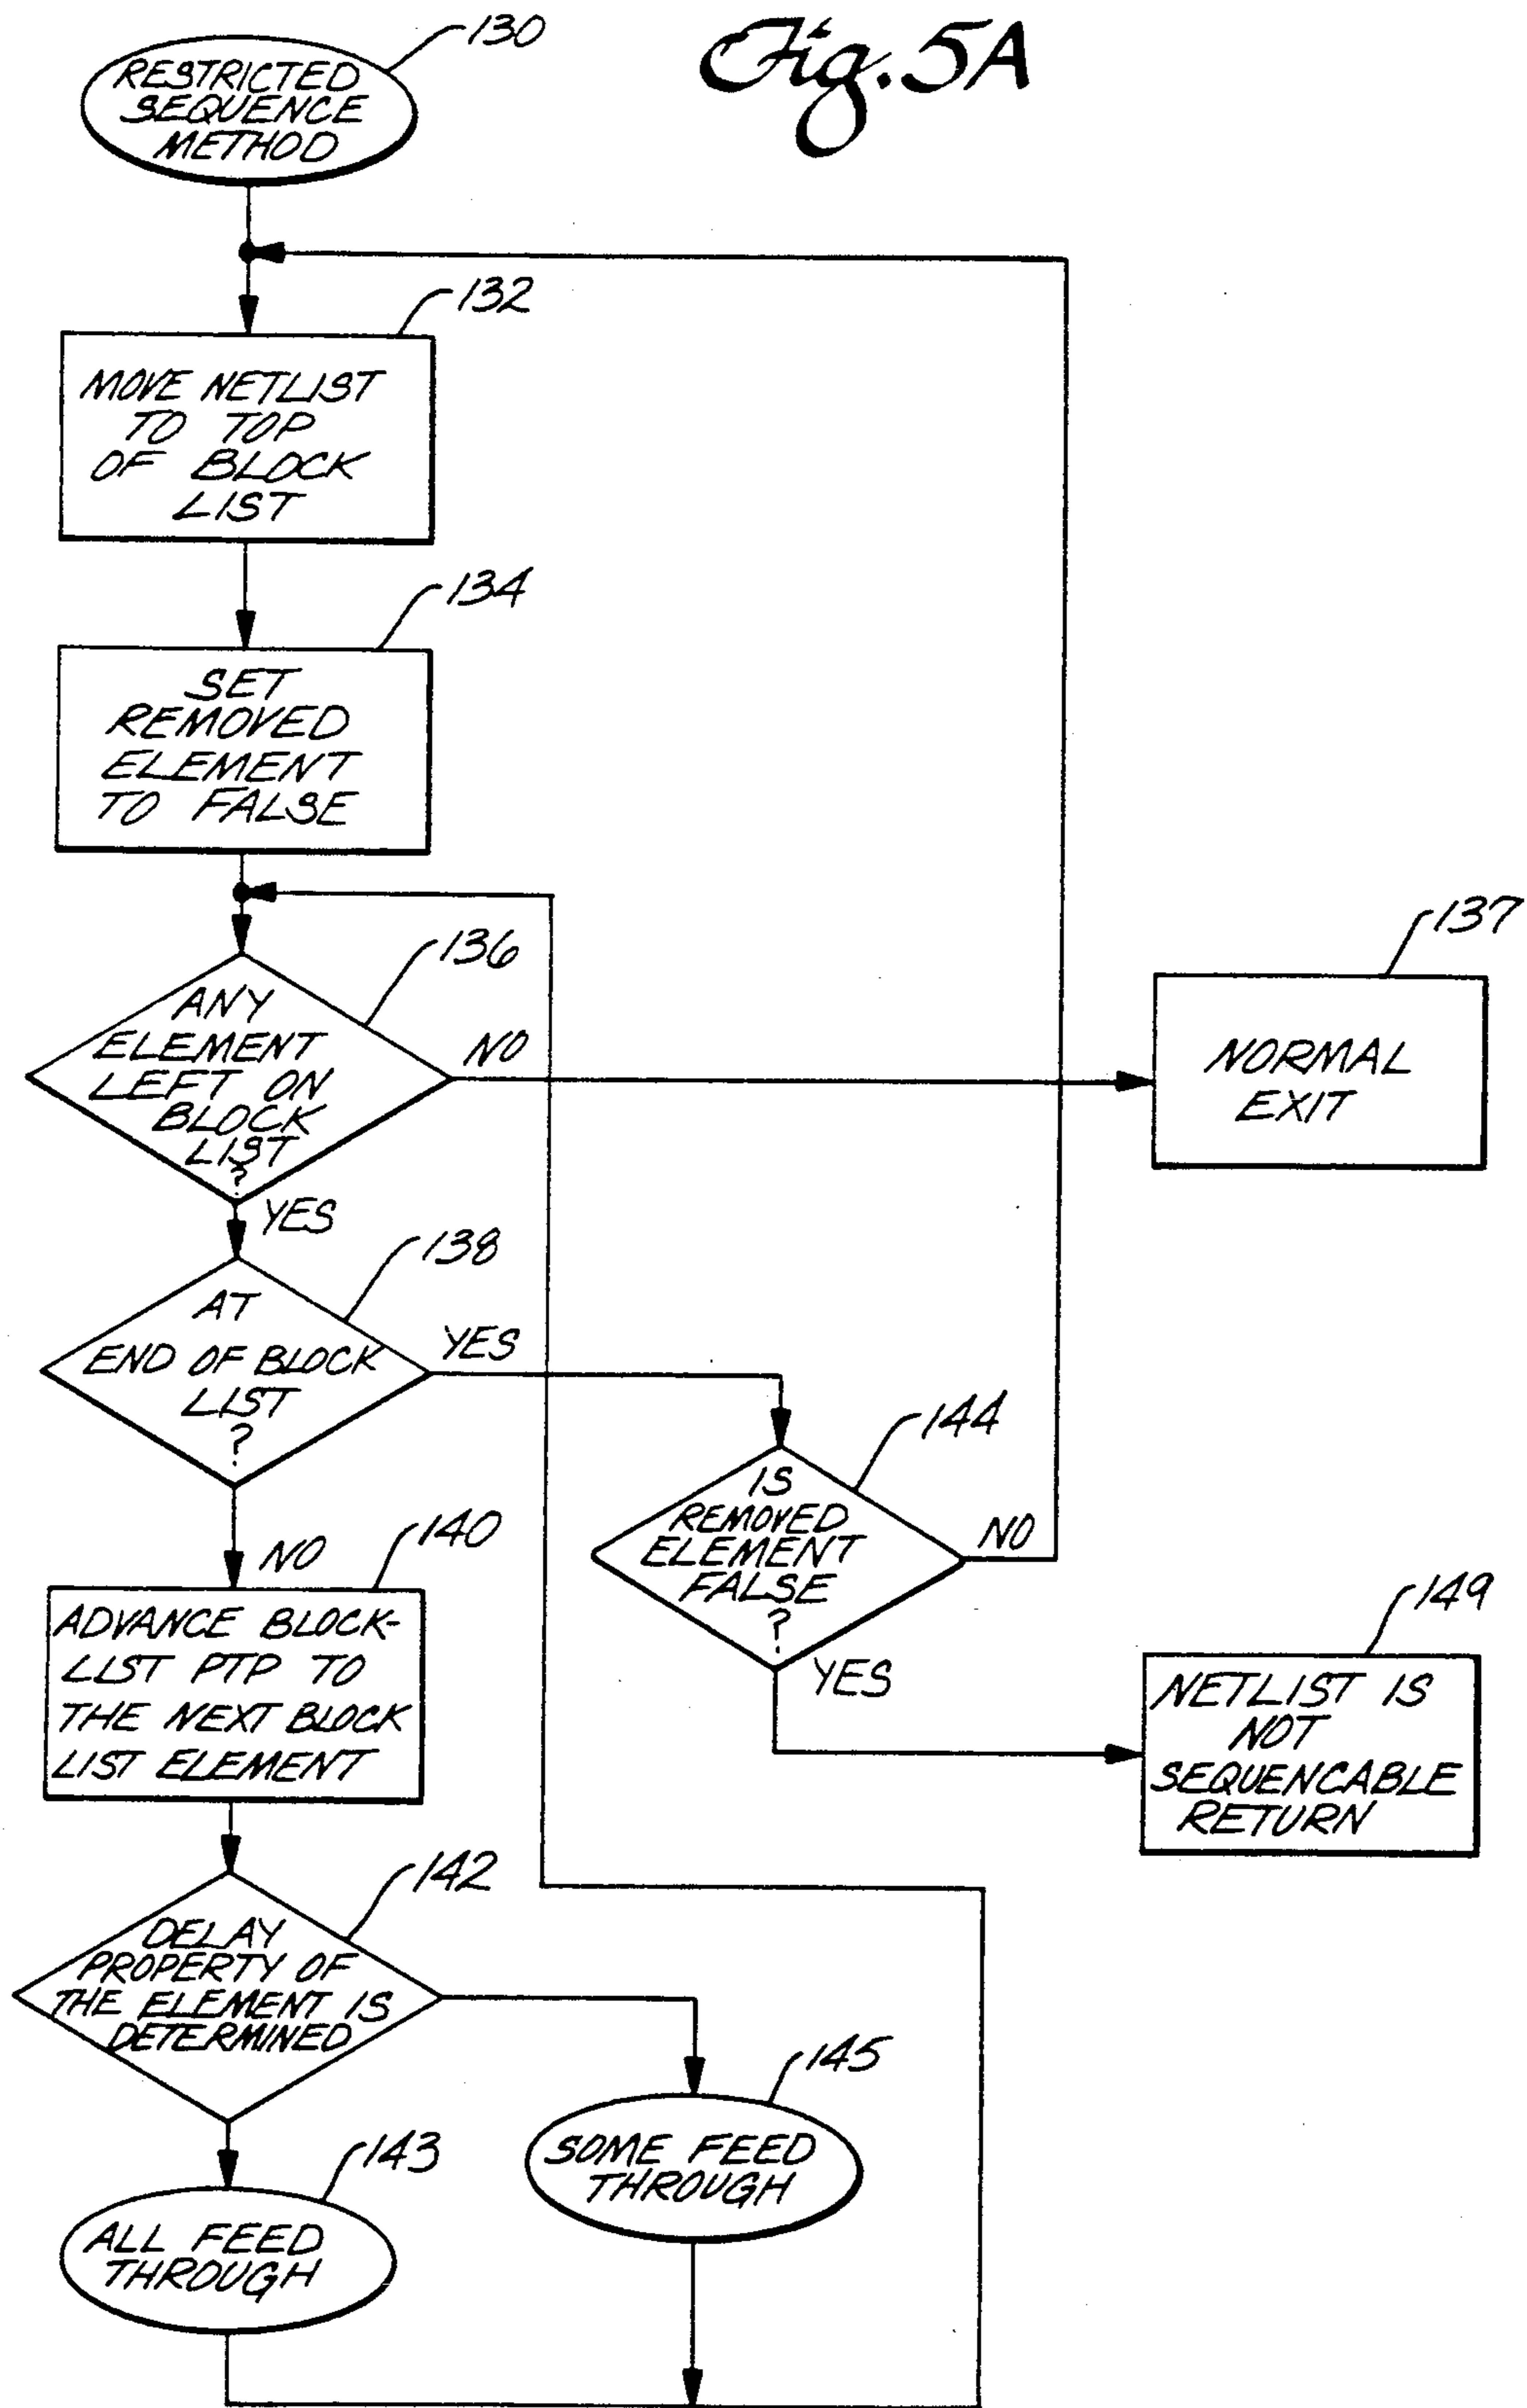 130
Fig. 5A
RESTRICTED
SEQUENCE
METHOD
132
MOVE NETLIST
TO TOP
OF BLOCK
LIST
134
SET
REMOVED
ELEMENT
TO FALSE
136
137
ANY
ELEMENT
LEFT ON
BLOCK
LIST
?
NO
NORMAL
EXIT
YES
138
AT
END OF BLOCK
LIST
?
YES
144
IS
REMOVED
ELEMENT
FALSE
?
NO
NO
140
ADVANCE BLOCK-
LIST PTP TO
THE NEXT BLOCK
LIST ELEMENT
YES
149
NETLIST IS
NOT
SEQUENCABLE
RETURN
142
DELAY
PROPERTY OF
THE ELEMENT IS
DETERMINED
145
SOME FEED
THROUGH
143
ALL FEED
THROUGH